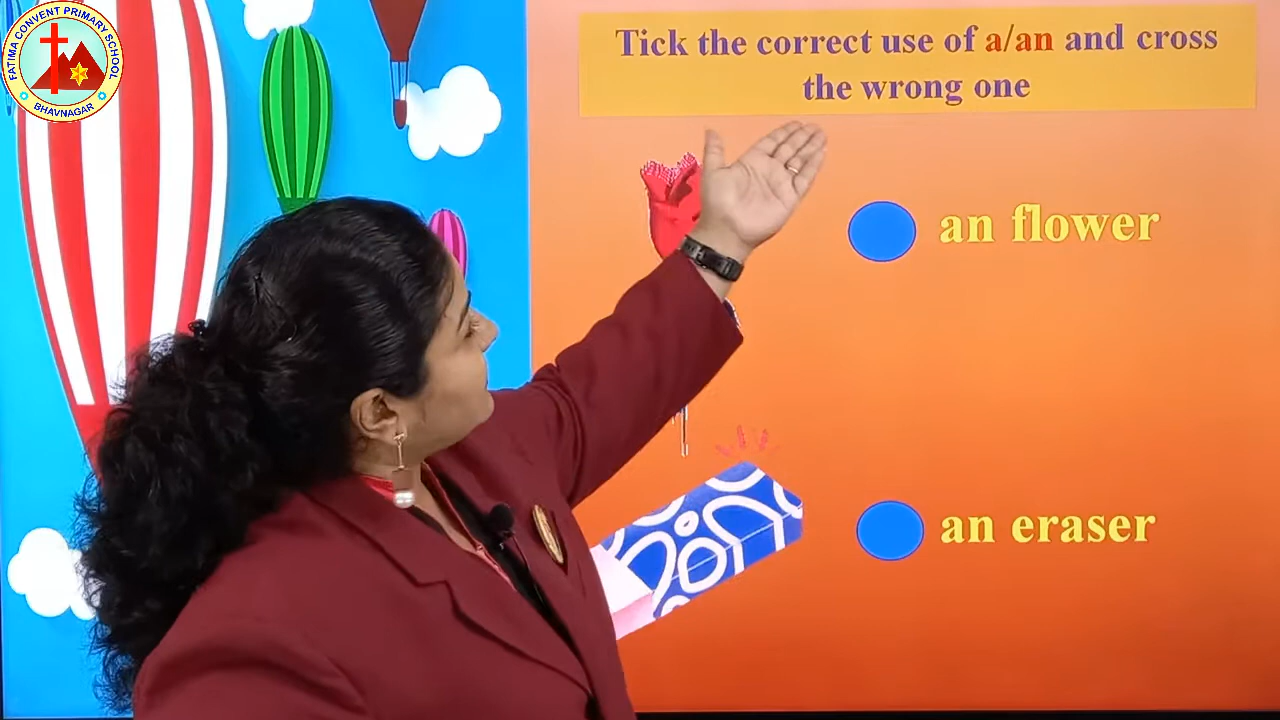 FATIMA CONVENT PRIMARY SCHOOL
BHAVNAGAR
Tick the correct use of a/an and cross
the wrong one
an flower
an eraser